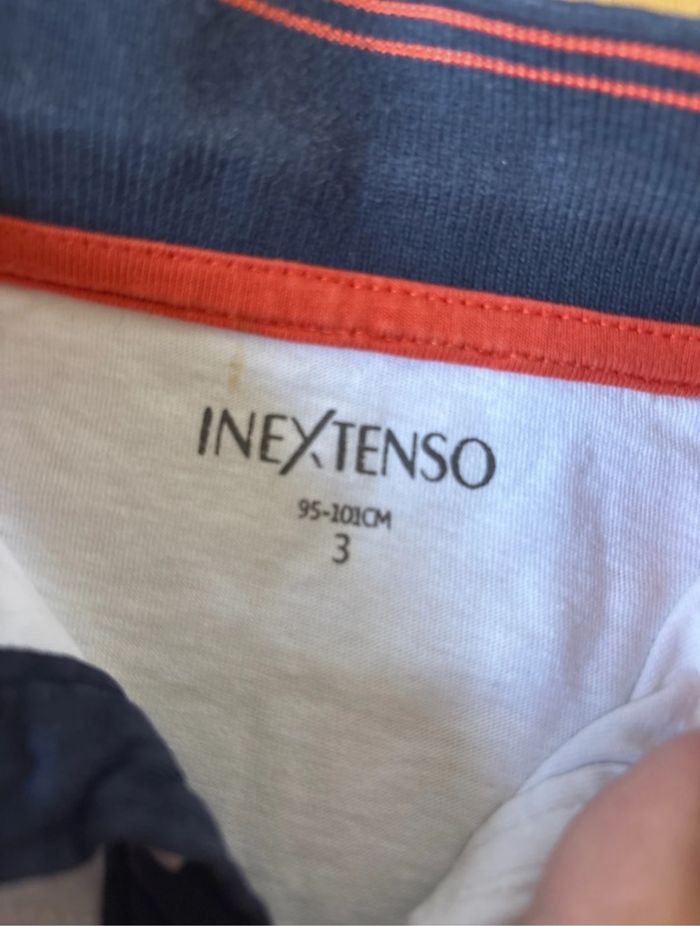 INEXTENSO
95-101CM
3